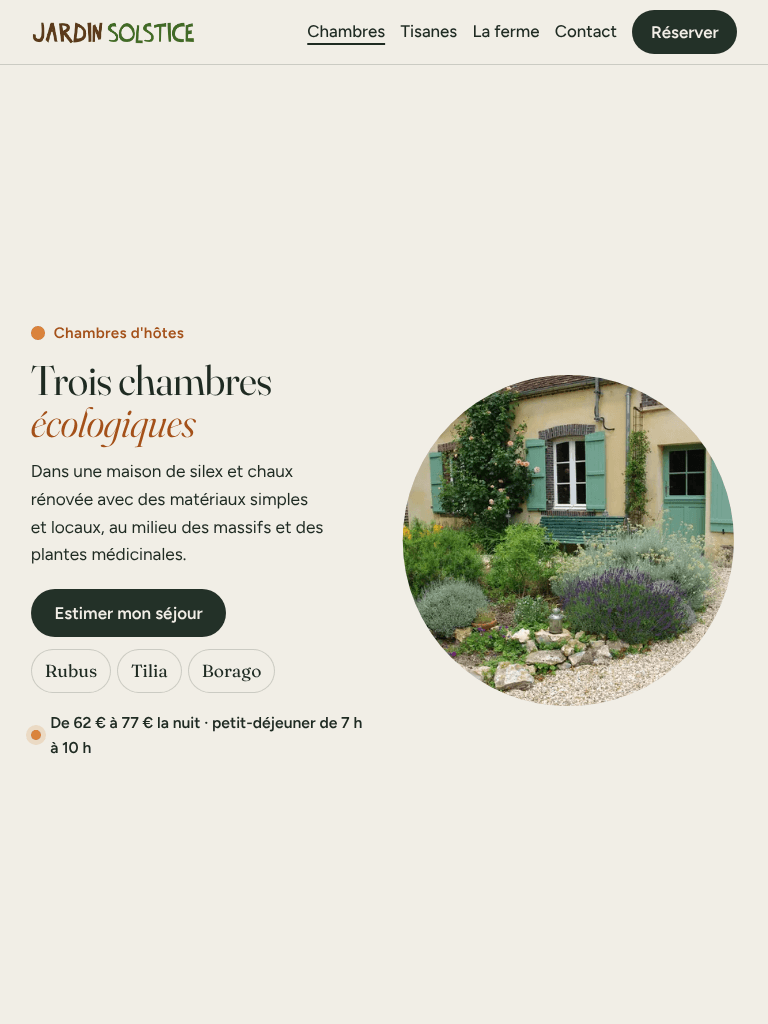 JARDIN SOLSTICE
Chambres Tisanes La ferme Contact Réserver
Chambres d'hôtes
Trois chambres
écologiques
Dans une maison de silex et chaux
rénovée avec des matériaux simples
et locaux, au milieu des massifs et des
plantes médicinales.
Estimer mon séjour
Rubus Tilia Borago
De 62 € à 77 € la nuit · petit-déjeuner de 7 h
à 10 h